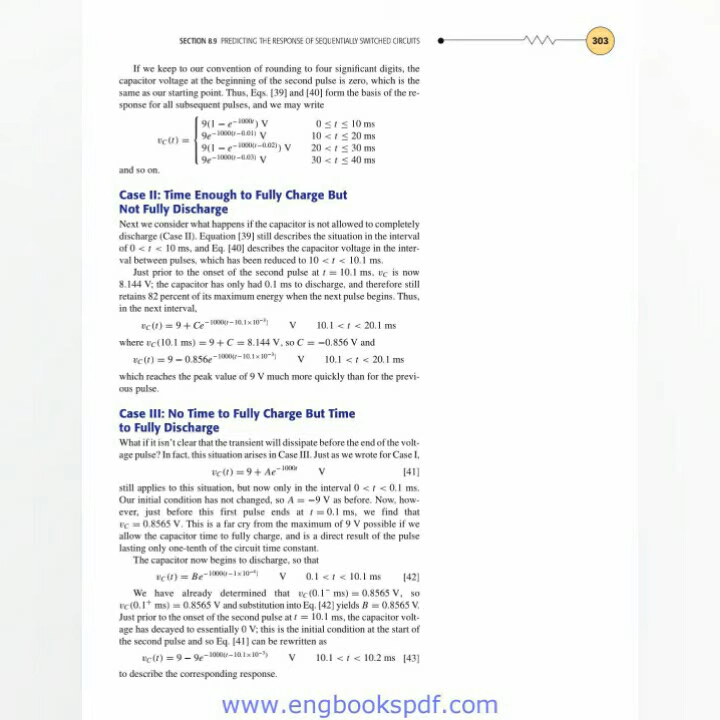 SECTION 8.9 PREDICTING THE RESPONSE OF SEQUENTIALLY SWITCHED CIRCUITS
303
If we keep to our convention of rounding to four significant digits, the
capacitor voltage at the beginning of the second pulse is zero, which is the
same as our starting point. Thus, Eqs. [39] and [40] form the basis of the re-
sponse for all subsequent pulses, and we may write
9(1 − e^−1000t) V 0 ≤ t ≤ 10 ms
9e^−1000(t−0.01) V 10 < t ≤ 20 ms
vC(t) =
9(1 − e^−1000(t−0.02)) V 20 < t ≤ 30 ms
9e^−1000(t−0.03) V 30 < t ≤ 40 ms
and so on.
Case II: Time Enough to Fully Charge But
Not Fully Discharge
Next we consider what happens if the capacitor is not allowed to completely
discharge (Case II). Equation [39] still describes the situation in the interval
of 0 < t < 10 ms, and Eq. [40] describes the capacitor voltage in the inter-
val between pulses, which has been reduced to 10 < t < 10.1 ms.
Just prior to the onset of the second pulse at t = 10.1 ms, vC is now
8.144 V; the capacitor has only had 0.1 ms to discharge, and therefore still
retains 82 percent of its maximum energy when the next pulse begins. Thus,
in the next interval,
vC(t) = 9 + Ce^−1000(t−10.1×10^−3) V 10.1 < t < 20.1 ms
where vC(10.1 ms) = 9 + C = 8.144 V, so C = −0.856 V and
vC(t) = 9 − 0.856e^−1000(t−10.1×10^−3) V 10.1 < t < 20.1 ms
which reaches the peak value of 9 V much more quickly than for the previ-
ous pulse.
Case III: No Time to Fully Charge But Time
to Fully Discharge
What if it isn't clear that the transient will dissipate before the end of the volt-
age pulse? In fact, this situation arises in Case III. Just as we wrote for Case I,
vC(t) = 9 + Ae^−1000t V [41]
still applies to this situation, but now only in the interval 0 < t < 0.1 ms.
Our initial condition has not changed, so A = −9 V as before. Now, how-
ever, just before this first pulse ends at t = 0.1 ms, we find that
vC = 0.8565 V. This is a far cry from the maximum of 9 V possible if we
allow the capacitor time to fully charge, and is a direct result of the pulse
lasting only one-tenth of the circuit time constant.
The capacitor now begins to discharge, so that
vC(t) = Be^−1000(t−1×10^−4) V 0.1 < t < 10.1 ms [42]
We have already determined that vC(0.1⁻ ms) = 0.8565 V, so
vC(0.1⁺ ms) = 0.8565 V and substitution into Eq. [42] yields B = 0.8565 V.
Just prior to the onset of the second pulse at t = 10.1 ms, the capacitor volt-
age has decayed to essentially 0 V; this is the initial condition at the start of
the second pulse and so Eq. [41] can be rewritten as
vC(t) = 9 − 9e^−1000(t−10.1×10^−3) V 10.1 < t < 10.2 ms [43]
to describe the corresponding response.
www.engbookspdf.com